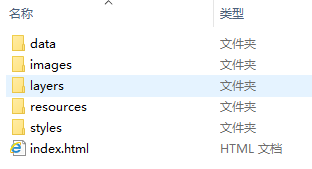 名称 类型
data 文件夹
images 文件夹
layers 文件夹
resources 文件夹
styles 文件夹
index.html HTML 文档